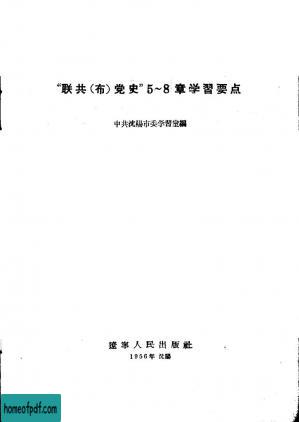 "联共(布)党史"5~8章学習要点
中共沈陽市委学習室編
遼宁人民出版社
1956年 沈陽
homeofpdf.com